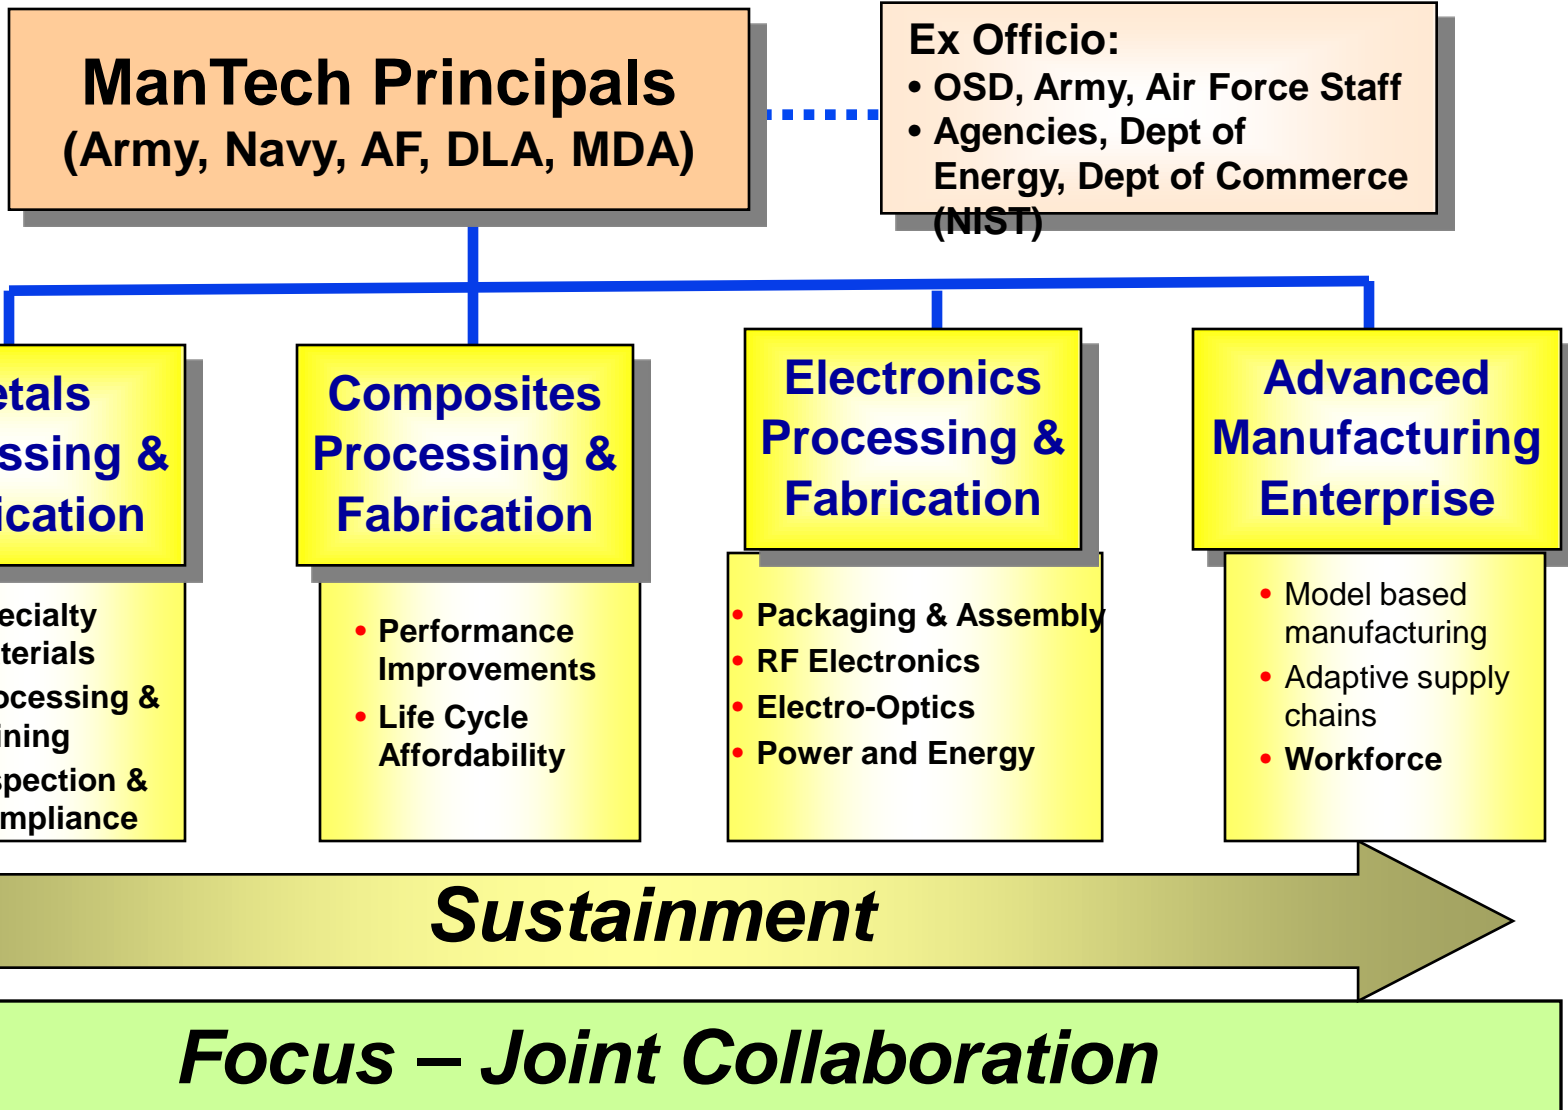 ManTech Principals
(Army, Navy, AF, DLA, MDA)
Ex Officio:
• OSD, Army, Air Force Staff
• Agencies, Dept of
Energy, Dept of Commerce
(NIST)
etals
ssing &
ication
ecialty
terials
ocessing &
ining
spection &
mpliance
Composites
Processing &
Fabrication
• Performance
Improvements
• Life Cycle
Affordability
Electronics
Processing &
Fabrication
• Packaging & Assembly
• RF Electronics
• Electro-Optics
• Power and Energy
Advanced
Manufacturing
Enterprise
• Model based
manufacturing
• Adaptive supply
chains
• Workforce
Sustainment
Focus – Joint Collaboration